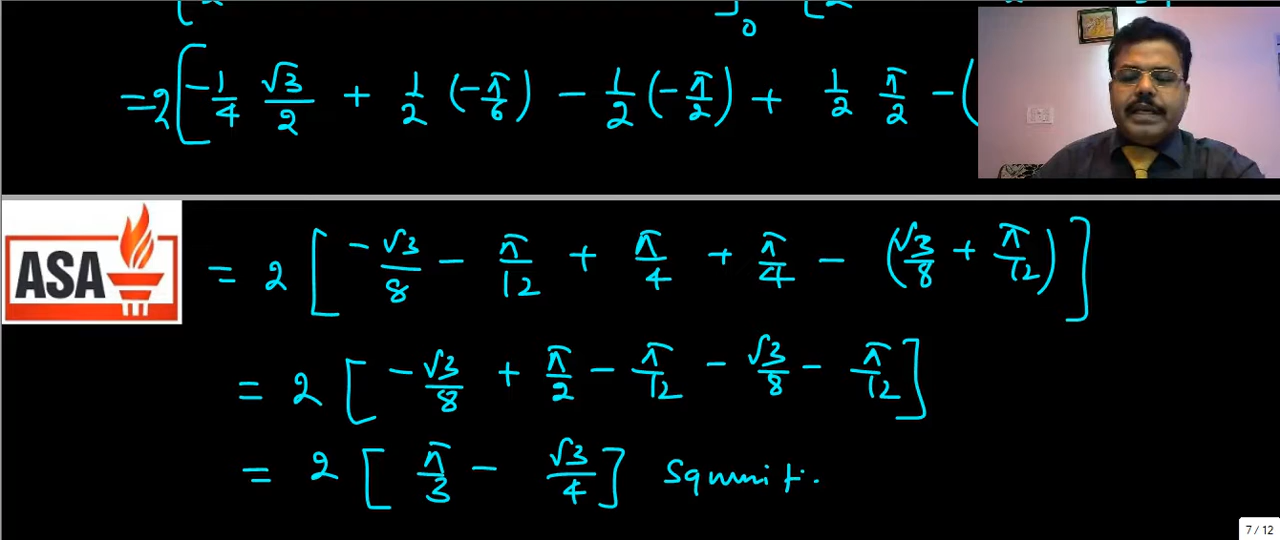 =2[-1/4 √3/2 + 1/2 (-π/6) - 1/2 (-π/2) + 1/2 π/2 - (
ASA
= 2 [ -√3/8 - π/12 + π/4 + π/4 - (√3/8 + π/12) ]
= 2 [ -√3/8 + π/2 - π/12 - √3/8 - π/12 ]
= 2 [ π/3 - √3/4 ] Squnit.
7 / 12